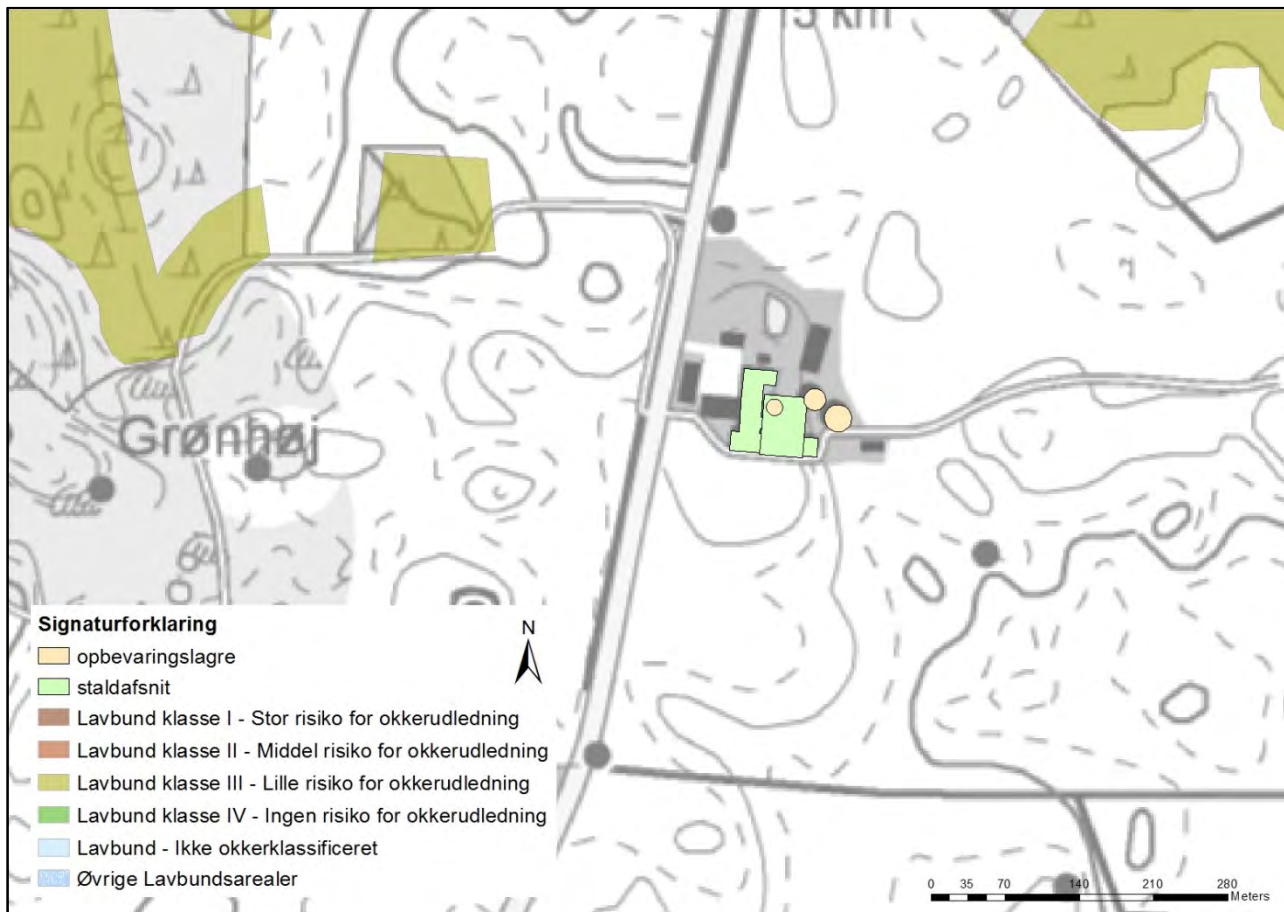 15 km
Grønhøj
Signaturforklaring
N
opbevaringslagre
staldafsnit
Lavbund klasse I - Stor risiko for okkerudledning
Lavbund klasse II - Middel risiko for okkerudledning
Lavbund klasse III - Lille risiko for okkerudledning
Lavbund klasse IV - Ingen risiko for okkerudledning
Lavbund - Ikke okkerklassificeret
Øvrige Lavbundsarealer
0 35 70 140 210 280
Meters